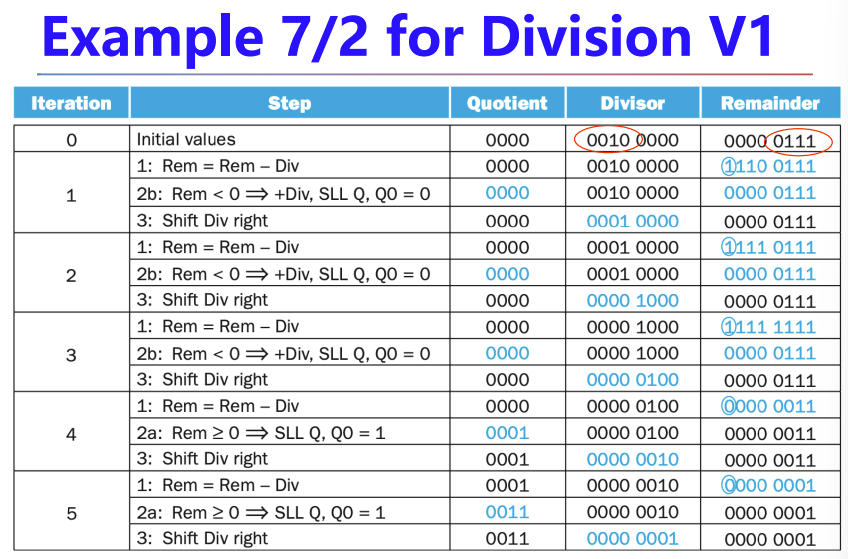 Example 7/2 for Division V1
Iteration Step Quotient Divisor Remainder
0 Initial values 0000 0010 0000 0000 0111
1 1: Rem = Rem – Div 0000 0010 0000 1110 0111
2b: Rem < 0 ⟹ +Div, SLL Q, Q0 = 0 0000 0010 0000 0000 0111
3: Shift Div right 0000 0001 0000 0000 0111
2 1: Rem = Rem – Div 0000 0001 0000 1111 0111
2b: Rem < 0 ⟹ +Div, SLL Q, Q0 = 0 0000 0001 0000 0000 0111
3: Shift Div right 0000 0000 1000 0000 0111
3 1: Rem = Rem – Div 0000 0000 1000 1111 1111
2b: Rem < 0 ⟹ +Div, SLL Q, Q0 = 0 0000 0000 1000 0000 0111
3: Shift Div right 0000 0000 0100 0000 0111
4 1: Rem = Rem – Div 0000 0000 0100 0000 0011
2a: Rem ≥ 0 ⟹ SLL Q, Q0 = 1 0001 0000 0100 0000 0011
3: Shift Div right 0001 0000 0010 0000 0011
5 1: Rem = Rem – Div 0001 0000 0010 0000 0001
2a: Rem ≥ 0 ⟹ SLL Q, Q0 = 1 0011 0000 0010 0000 0001
3: Shift Div right 0011 0000 0001 0000 0001